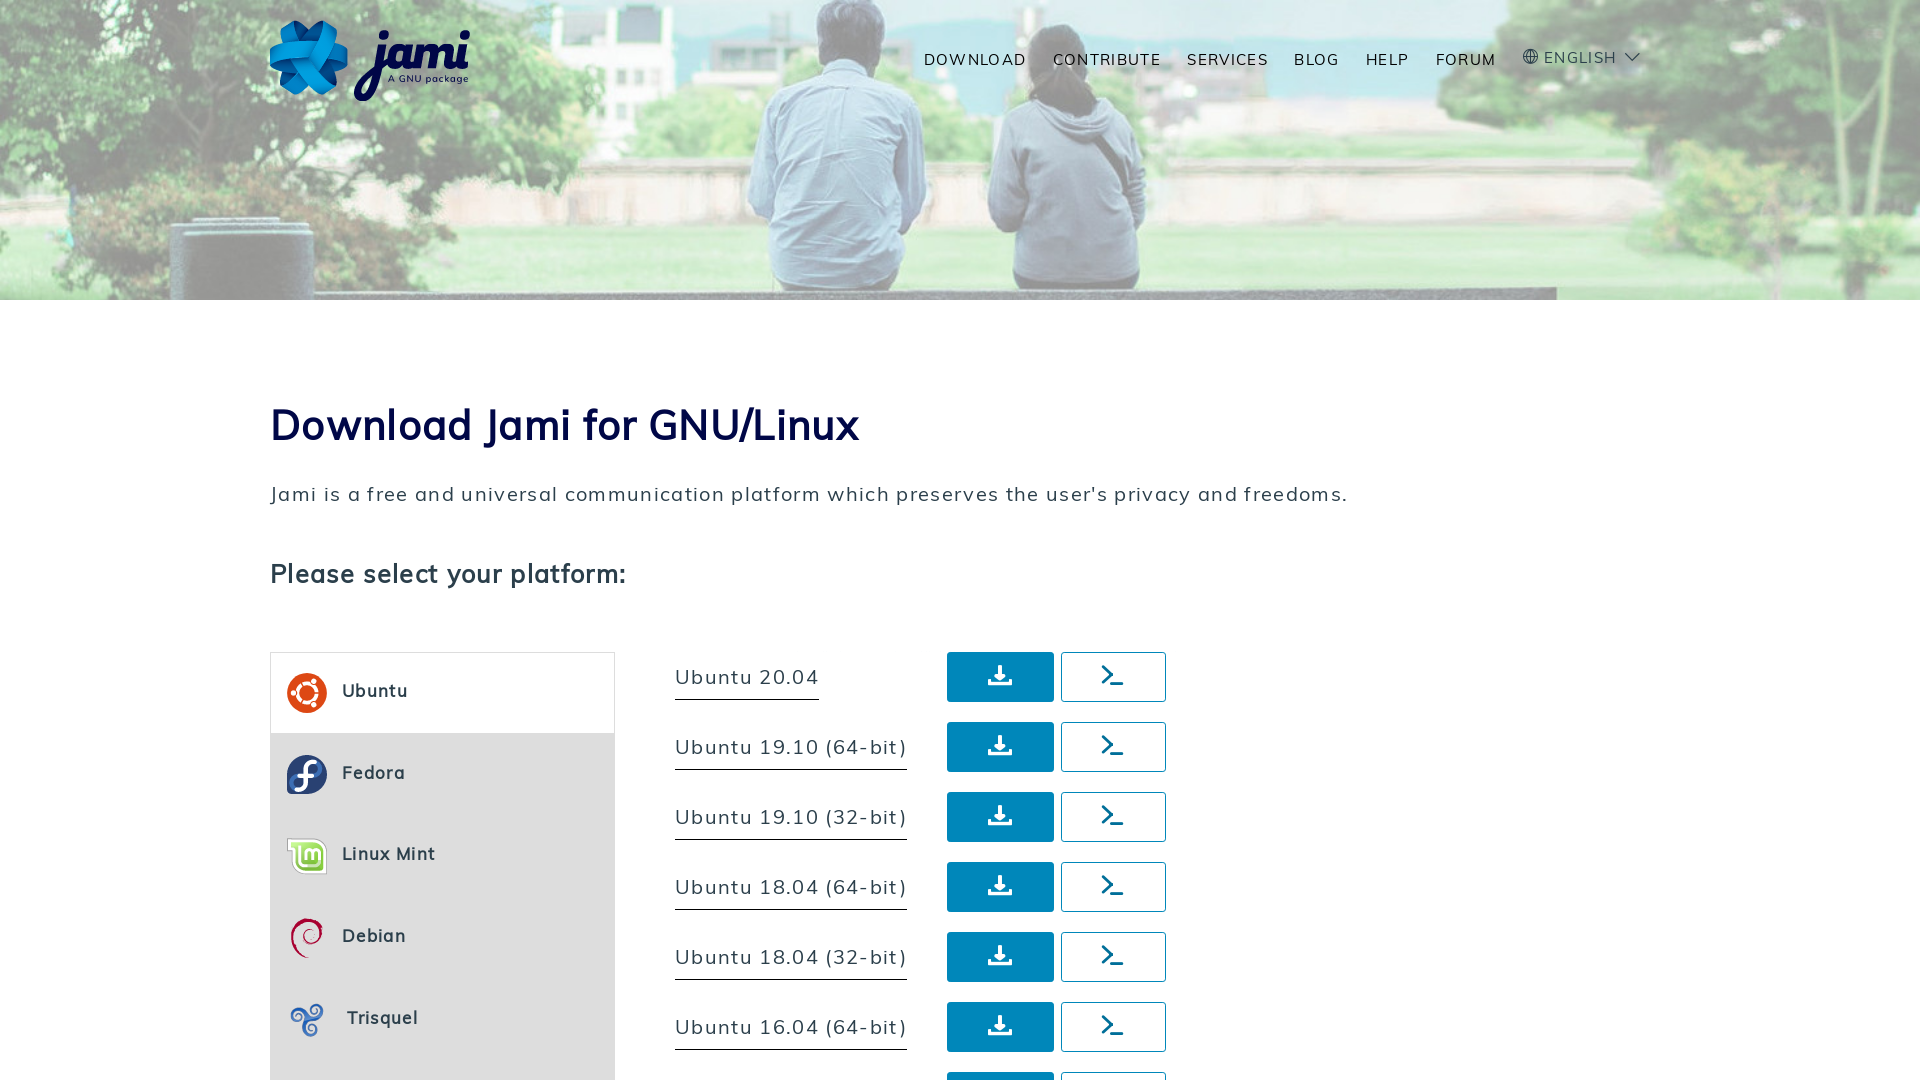 jami
A GNU package
DOWNLOAD CONTRIBUTE SERVICES BLOG HELP FORUM ENGLISH
Download Jami for GNU/Linux
Jami is a free and universal communication platform which preserves the user's privacy and freedoms.
Please select your platform:
Ubuntu
Fedora
Linux Mint
Debian
Trisquel
Ubuntu 20.04
Ubuntu 19.10 (64-bit)
Ubuntu 19.10 (32-bit)
Ubuntu 18.04 (64-bit)
Ubuntu 18.04 (32-bit)
Ubuntu 16.04 (64-bit)